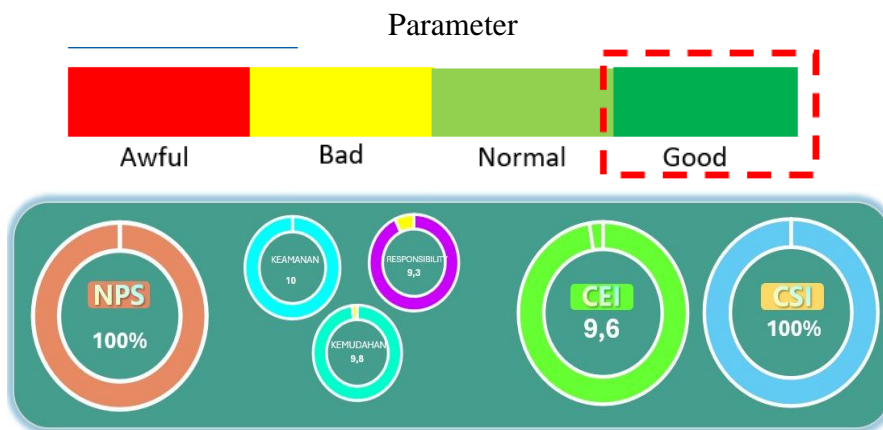 Parameter
Awful
Bad
Normal
Good
NPS
100%
KEAMANAN
10
RESPONSIBILITY
9,3
KEMUDAHAN
9,8
CEI
9,6
CSI
100%